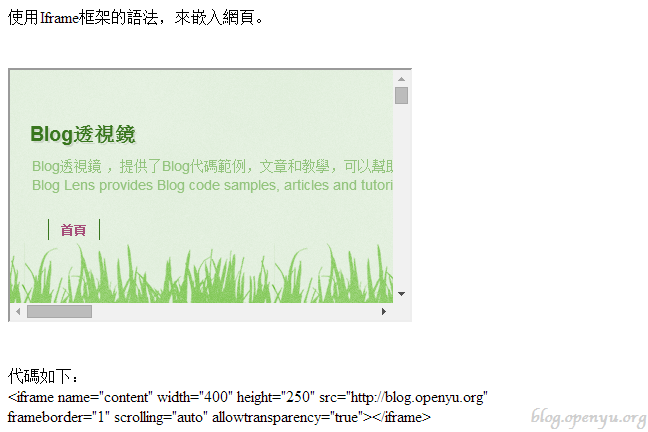 使用Iframe框架的語法，來嵌入網頁。
Blog透視鏡
Blog透視鏡 ，提供了Blog代碼範例，文章和教學，可以幫助
Blog Lens provides Blog code samples, articles and tutori
首頁
代碼如下：
<iframe name="content" width="400" height="250" src="http://blog.openyu.org"
frameborder="1" scrolling="auto" allowtransparency="true"></iframe>
blog.openyu.org